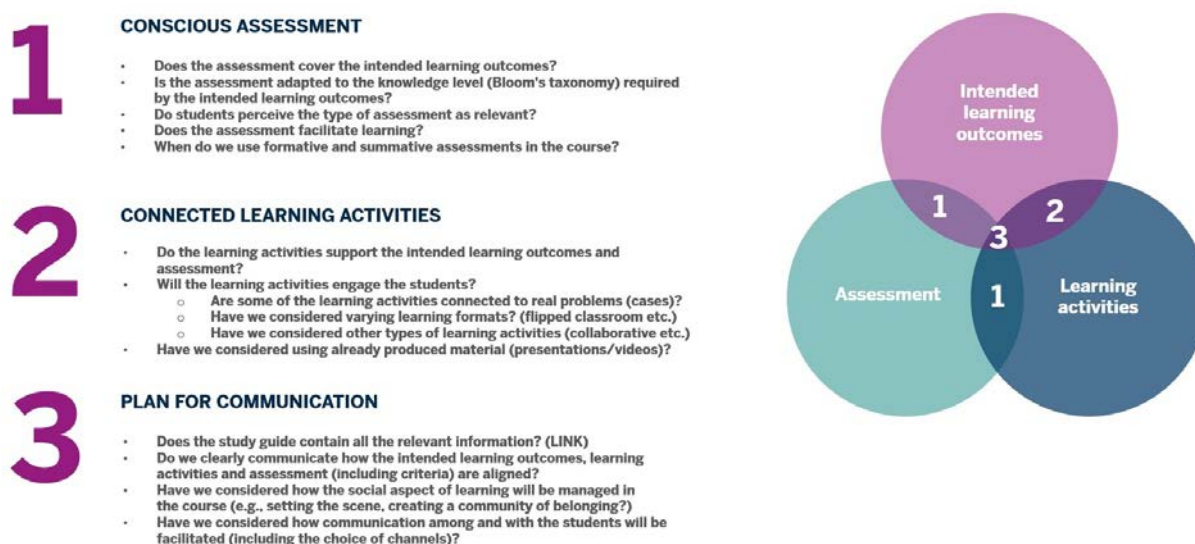 1
CONSCIOUS ASSESSMENT
• Does the assessment cover the intended learning outcomes?
• Is the assessment adapted to the knowledge level (Bloom's taxonomy) required
by the intended learning outcomes?
• Do students perceive the type of assessment as relevant?
• Does the assessment facilitate learning?
• When do we use formative and summative assessments in the course?
2
CONNECTED LEARNING ACTIVITIES
• Do the learning activities support the intended learning outcomes and
assessment?
• Will the learning activities engage the students?
o Are some of the learning activities connected to real problems (cases)?
o Have we considered varying learning formats? (flipped classroom etc.)
o Have we considered other types of learning activities (collaborative etc.)
• Have we considered using already produced material (presentations/videos)?
3
PLAN FOR COMMUNICATION
• Does the study guide contain all the relevant information? (LINK)
• Do we clearly communicate how the intended learning outcomes, learning
activities and assessment (including criteria) are aligned?
• Have we considered how the social aspect of learning will be managed in
the course (e.g., setting the scene, creating a community of belonging?)
• Have we considered how communication among and with the students will be
facilitated (including the choice of channels)?
Intended
learning
outcomes
1
2
3
Assessment
1
Learning
activities